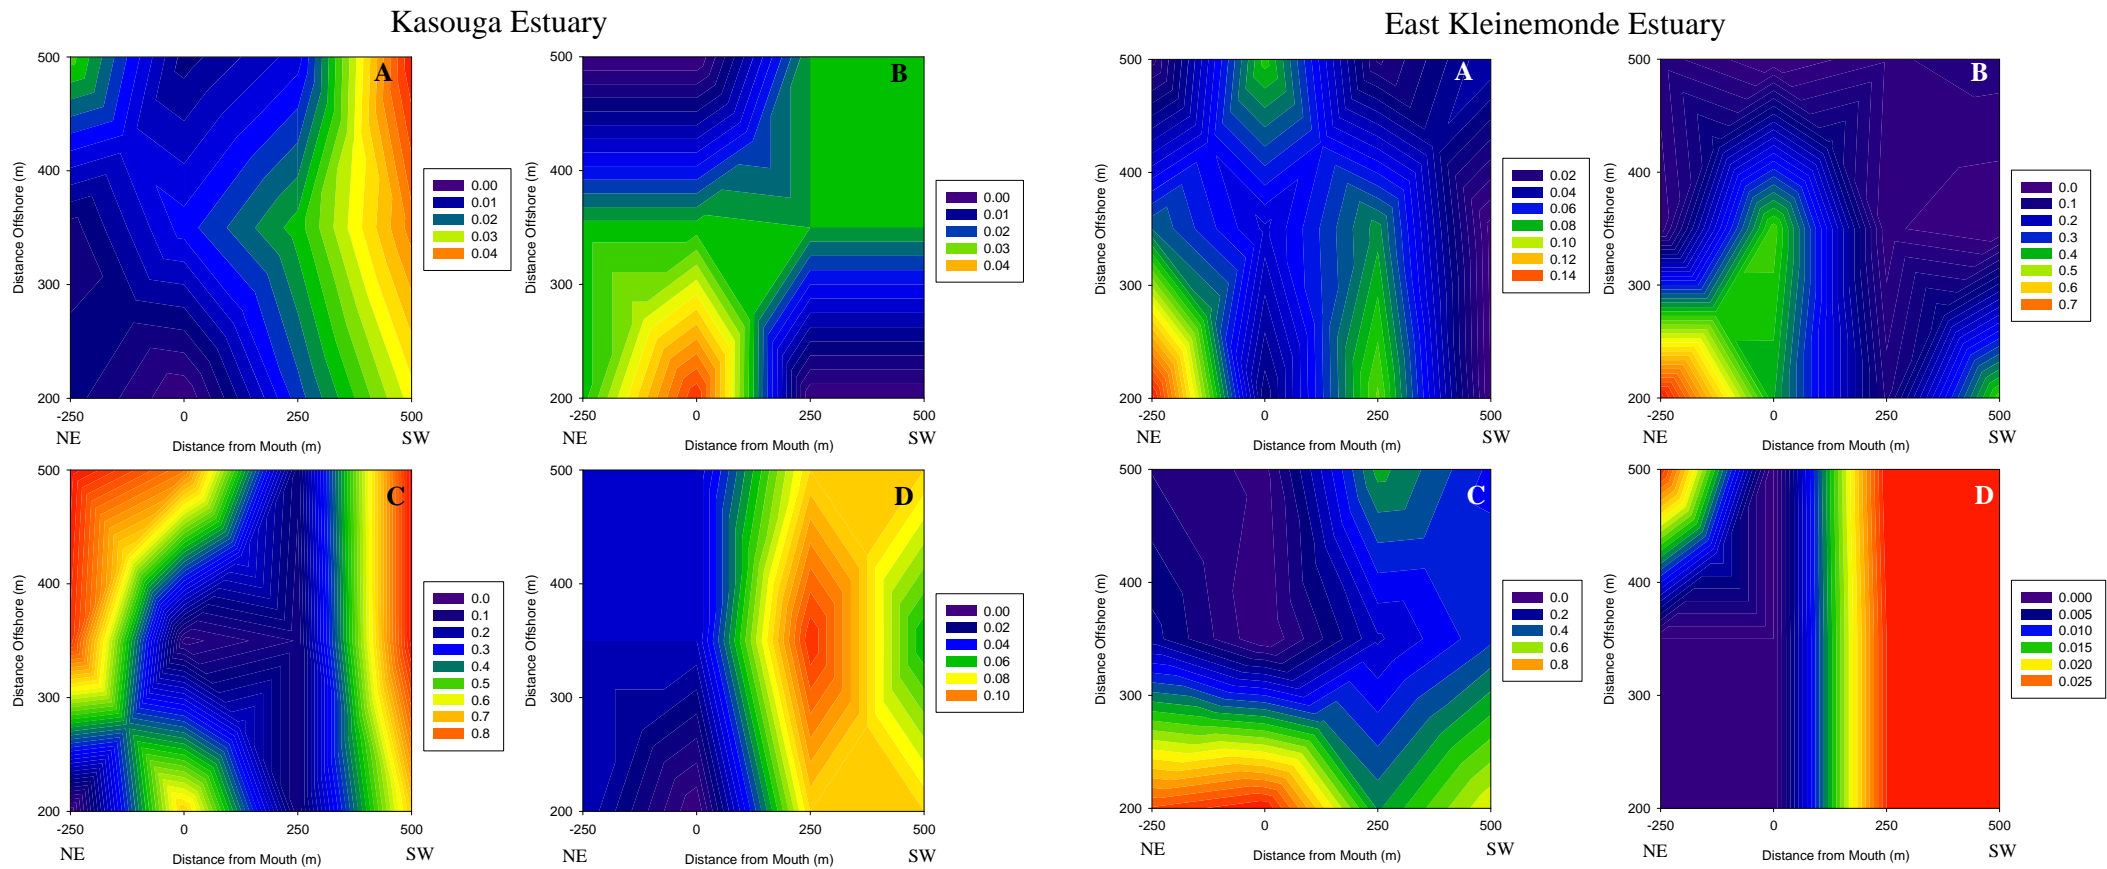 Kasouga Estuary
East Kleinemonde Estuary
A
500
400
300
200
Distance Offshore (m)
-250
0
250
500
NE
Distance from Mouth (m)
SW
0.00
0.01
0.02
0.03
0.04
B
500
400
300
200
Distance Offshore (m)
-250
0
250
500
NE
Distance from Mouth (m)
SW
0.00
0.01
0.02
0.03
0.04
A
500
400
300
200
Distance Offshore (m)
-250
0
250
500
NE
Distance from Mouth (m)
SW
0.02
0.04
0.06
0.08
0.10
0.12
0.14
B
500
400
300
200
Distance Offshore (m)
-250
0
250
500
NE
Distance from Mouth (m)
SW
0.0
0.1
0.2
0.3
0.4
0.5
0.6
0.7
C
500
400
300
200
Distance Offshore (m)
-250
0
250
500
NE
Distance from Mouth (m)
SW
0.0
0.1
0.2
0.3
0.4
0.5
0.6
0.7
0.8
D
500
400
300
200
Distance Offshore (m)
-250
0
250
500
NE
Distance from Mouth (m)
SW
0.00
0.02
0.04
0.06
0.08
0.10
C
500
400
300
200
Distance Offshore (m)
-250
0
250
500
NE
Distance from Mouth (m)
SW
0.0
0.2
0.4
0.6
0.8
D
500
400
300
200
Distance Offshore (m)
-250
0
250
500
NE
Distance from Mouth (m)
SW
0.000
0.005
0.010
0.015
0.020
0.025